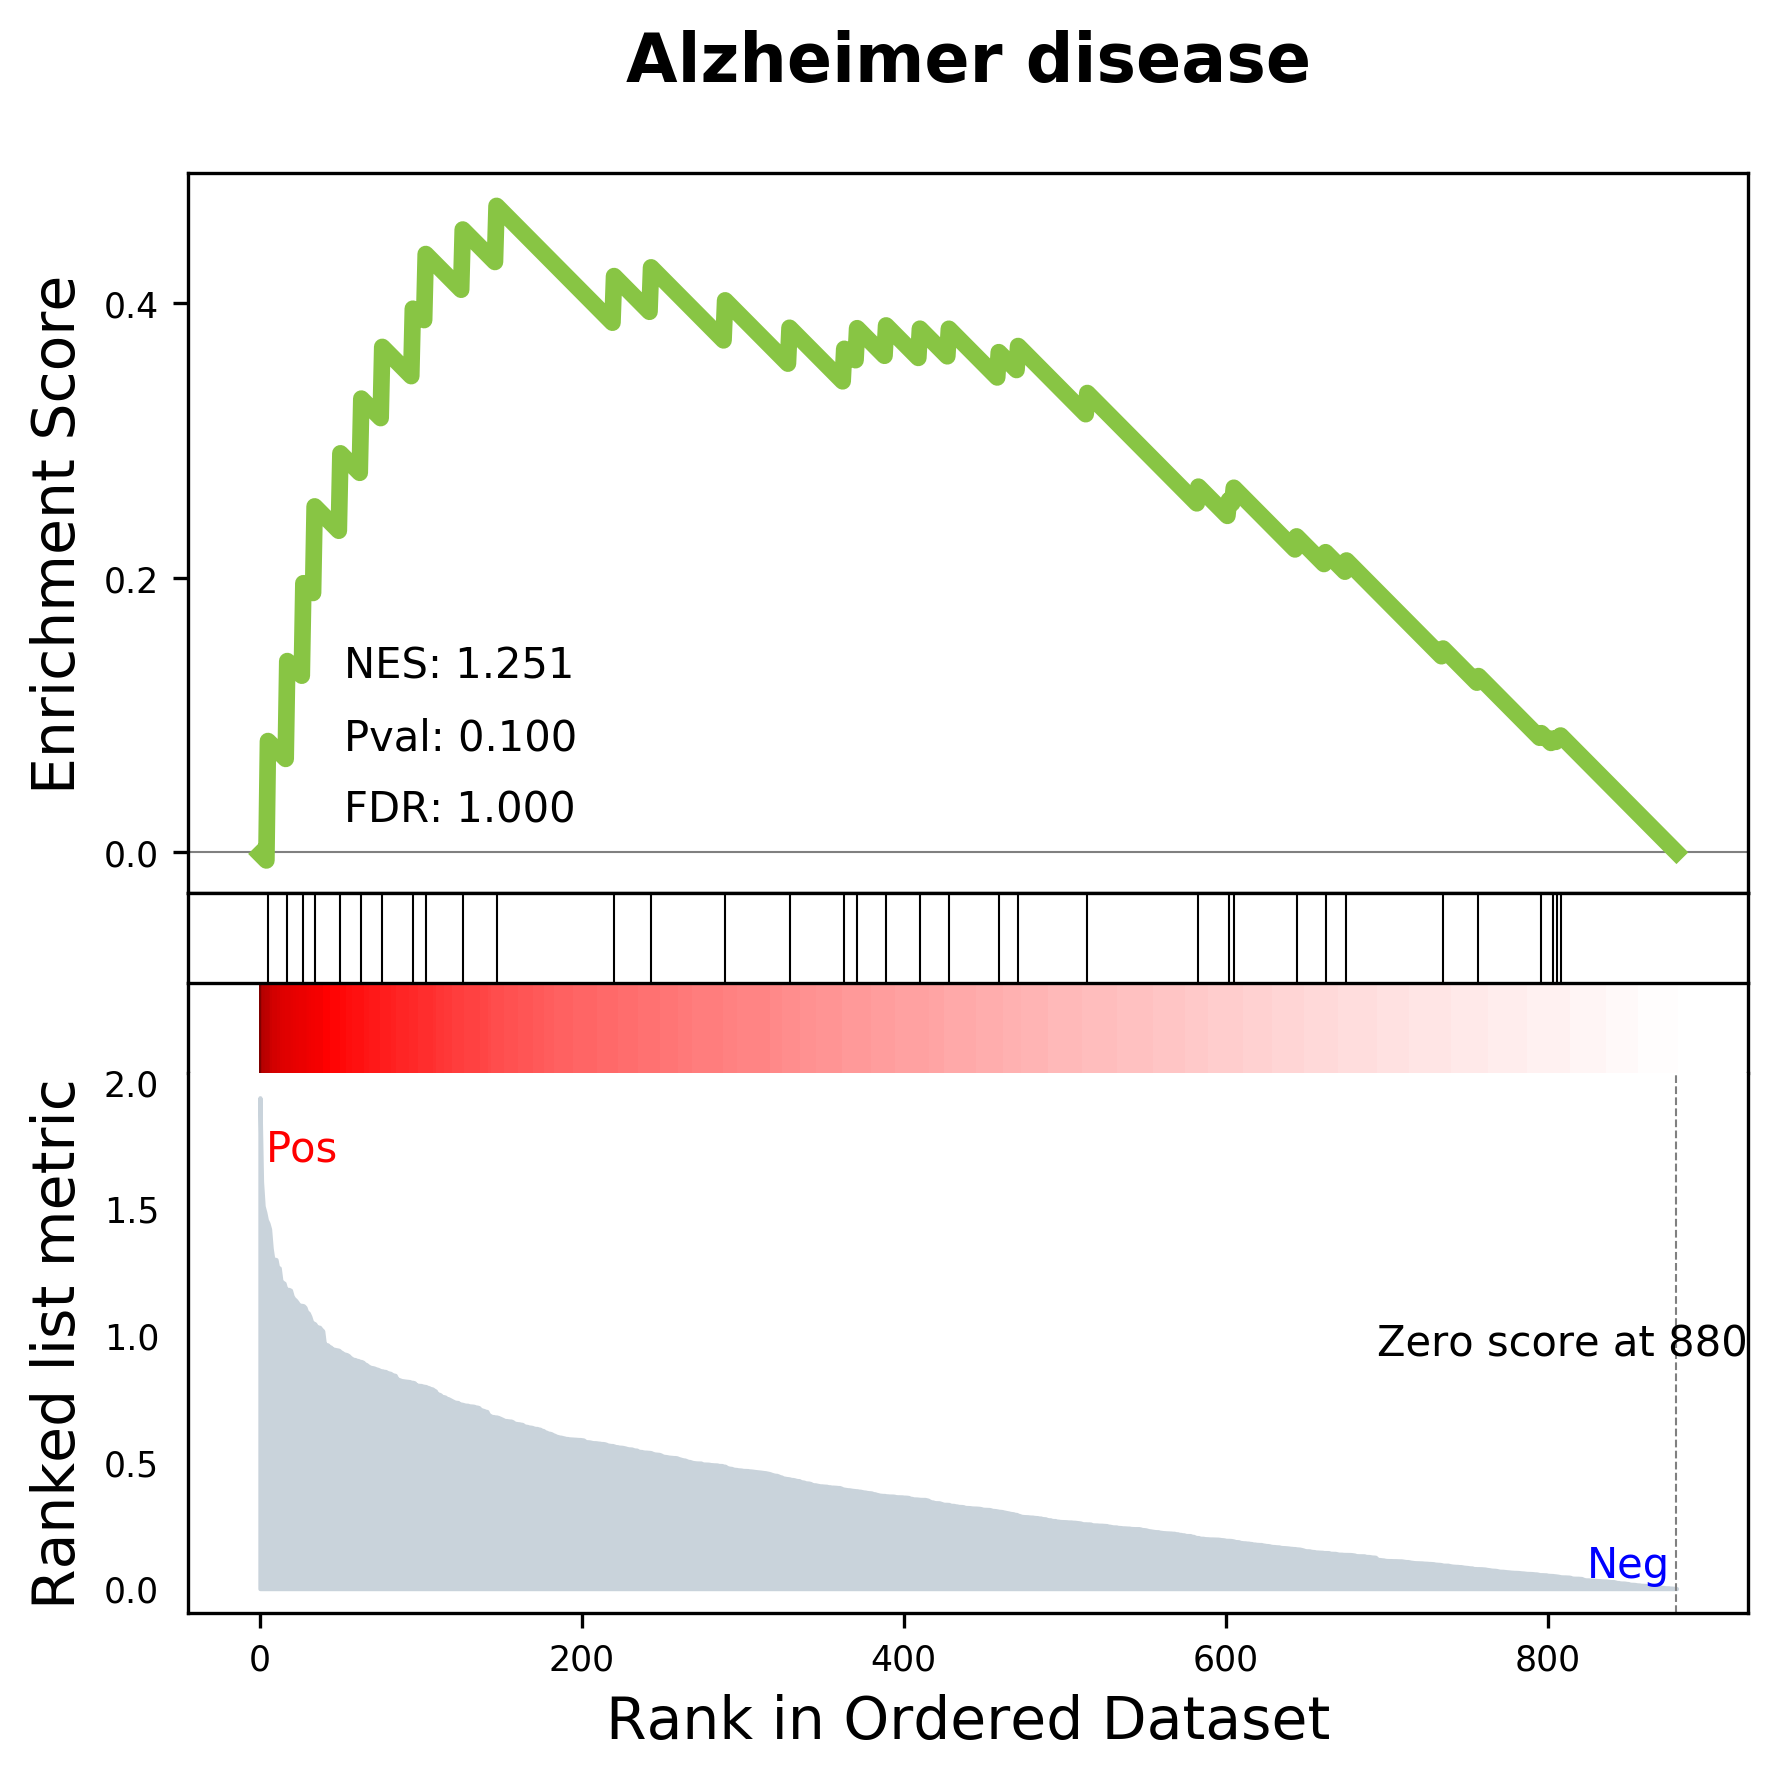 Alzheimer disease
Enrichment Score
0.4
0.2
0.0
NES: 1.251
Pval: 0.100
FDR: 1.000
Ranked list metric
2.0
1.5
1.0
0.5
0.0
Pos
Zero score at 880
Neg
0 200 400 600 800
Rank in Ordered Dataset